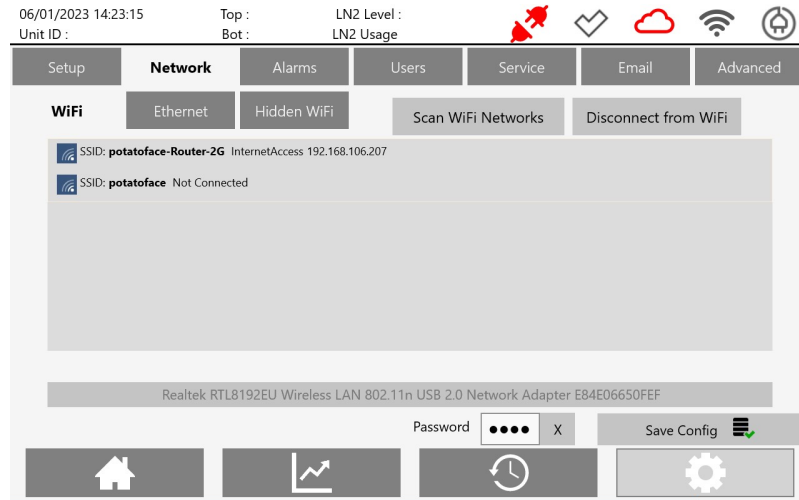 06/01/2023 14:23:15 Top : LN2 Level :
Unit ID : Bot : LN2 Usage
Setup Network Alarms Users Service Email Advanced
WiFi Ethernet Hidden WiFi Scan WiFi Networks Disconnect from WiFi
SSID: potatoface-Router-2G InternetAccess 192.168.106.207
SSID: potatoface Not Connected
Realtek RTL8192EU Wireless LAN 802.11n USB 2.0 Network Adapter E84E06650FEF
Password ●●●● X Save Config